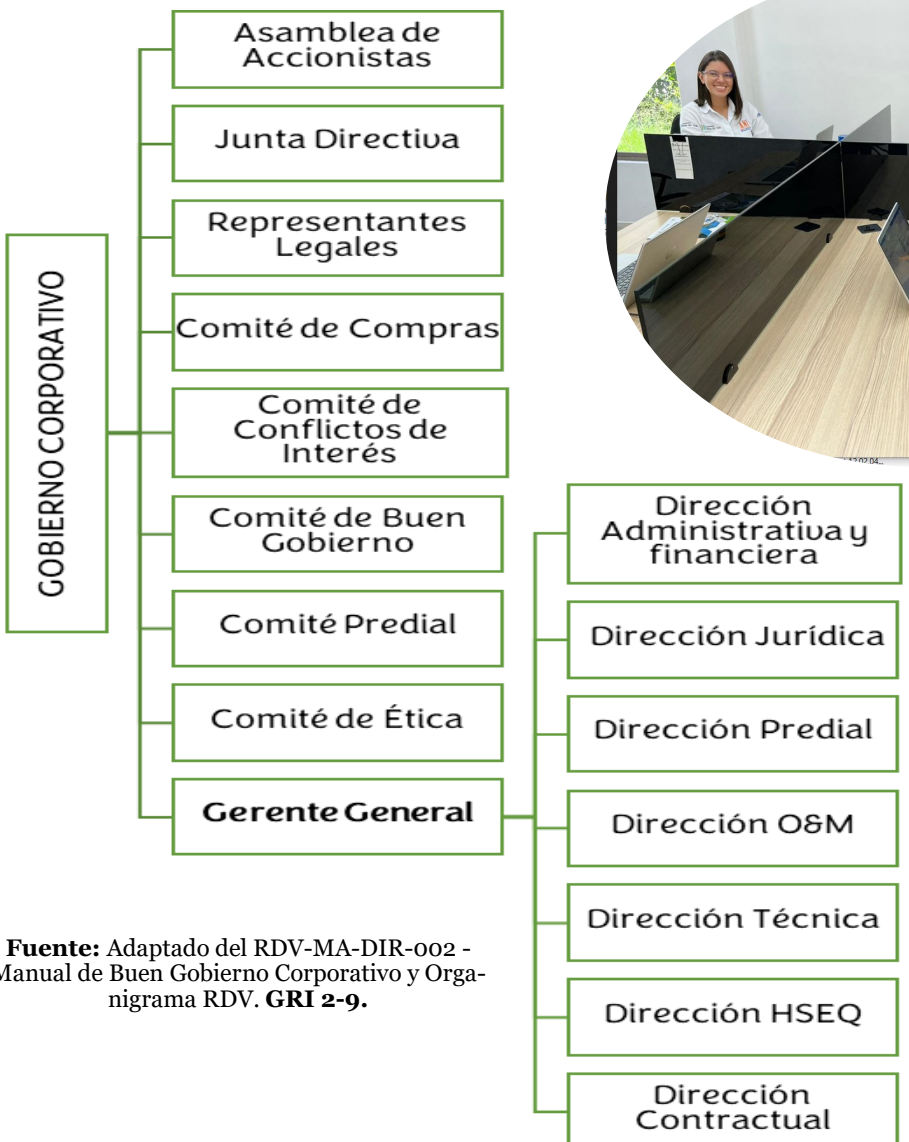 GOBIERNO CORPORATIVO
Asamblea de
Accionistas
Junta Directiva
Representantes
Legales
Comité de Compras
Comité de
Conflictos de
Interés
Comité de Buen
Gobierno
Comité Predial
Comité de Ética
Gerente General
Dirección
Administrativa y
financiera
Dirección Jurídica
Dirección Predial
Dirección O&M
Dirección Técnica
Dirección HSEQ
Dirección
Contractual
Fuente: Adaptado del RDV-MA-DIR-002 -
Manual de Buen Gobierno Corporativo y Orga-
nigrama RDV. GRI 2-9.